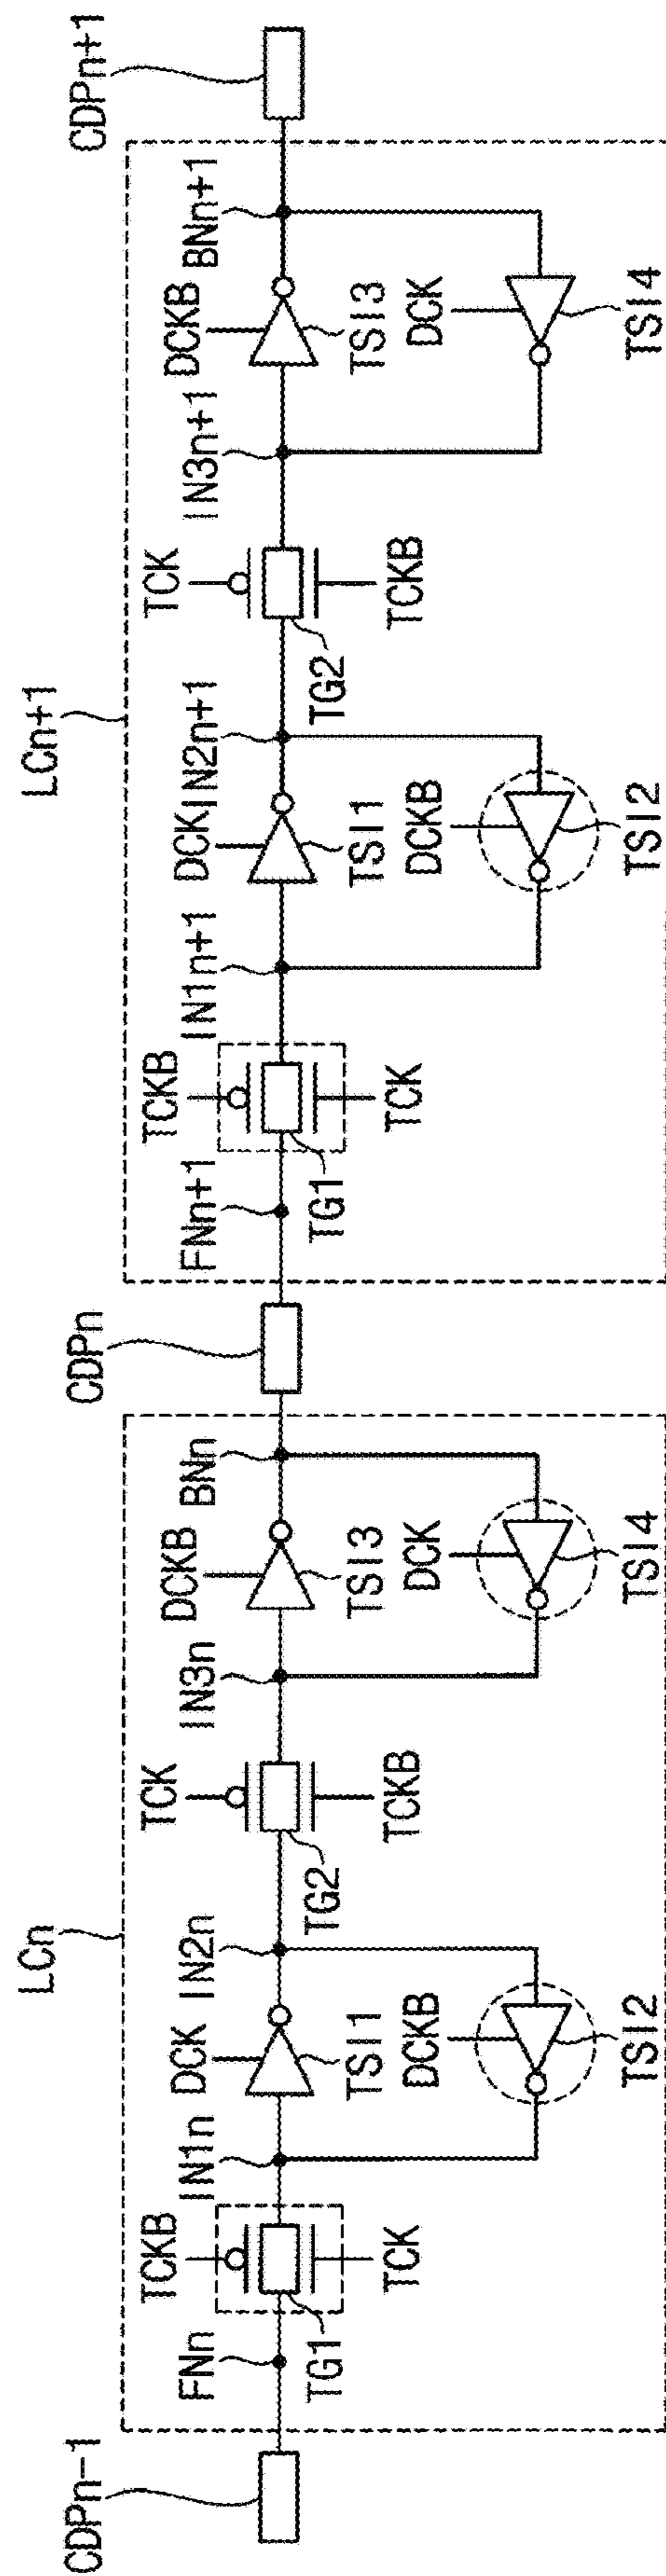 LCn
LCn+1
CDPn-1
FNn
TCKB
TG1
TCK
IN1n
DCK
TSI1
IN2n
DCKB
TSI2
TCK
TG2
TCKB
IN3n
DCKB
TSI3
BNn
DCK
TSI4
CDPn
FNn+1
TCKB
TG1
TCK
IN1n+1
DCK
TSI1
IN2n+1
DCKB
TSI2
TCK
TG2
TCKB
IN3n+1
DCKB
TSI3
BNn+1
DCK
TSI4
CDPn+1